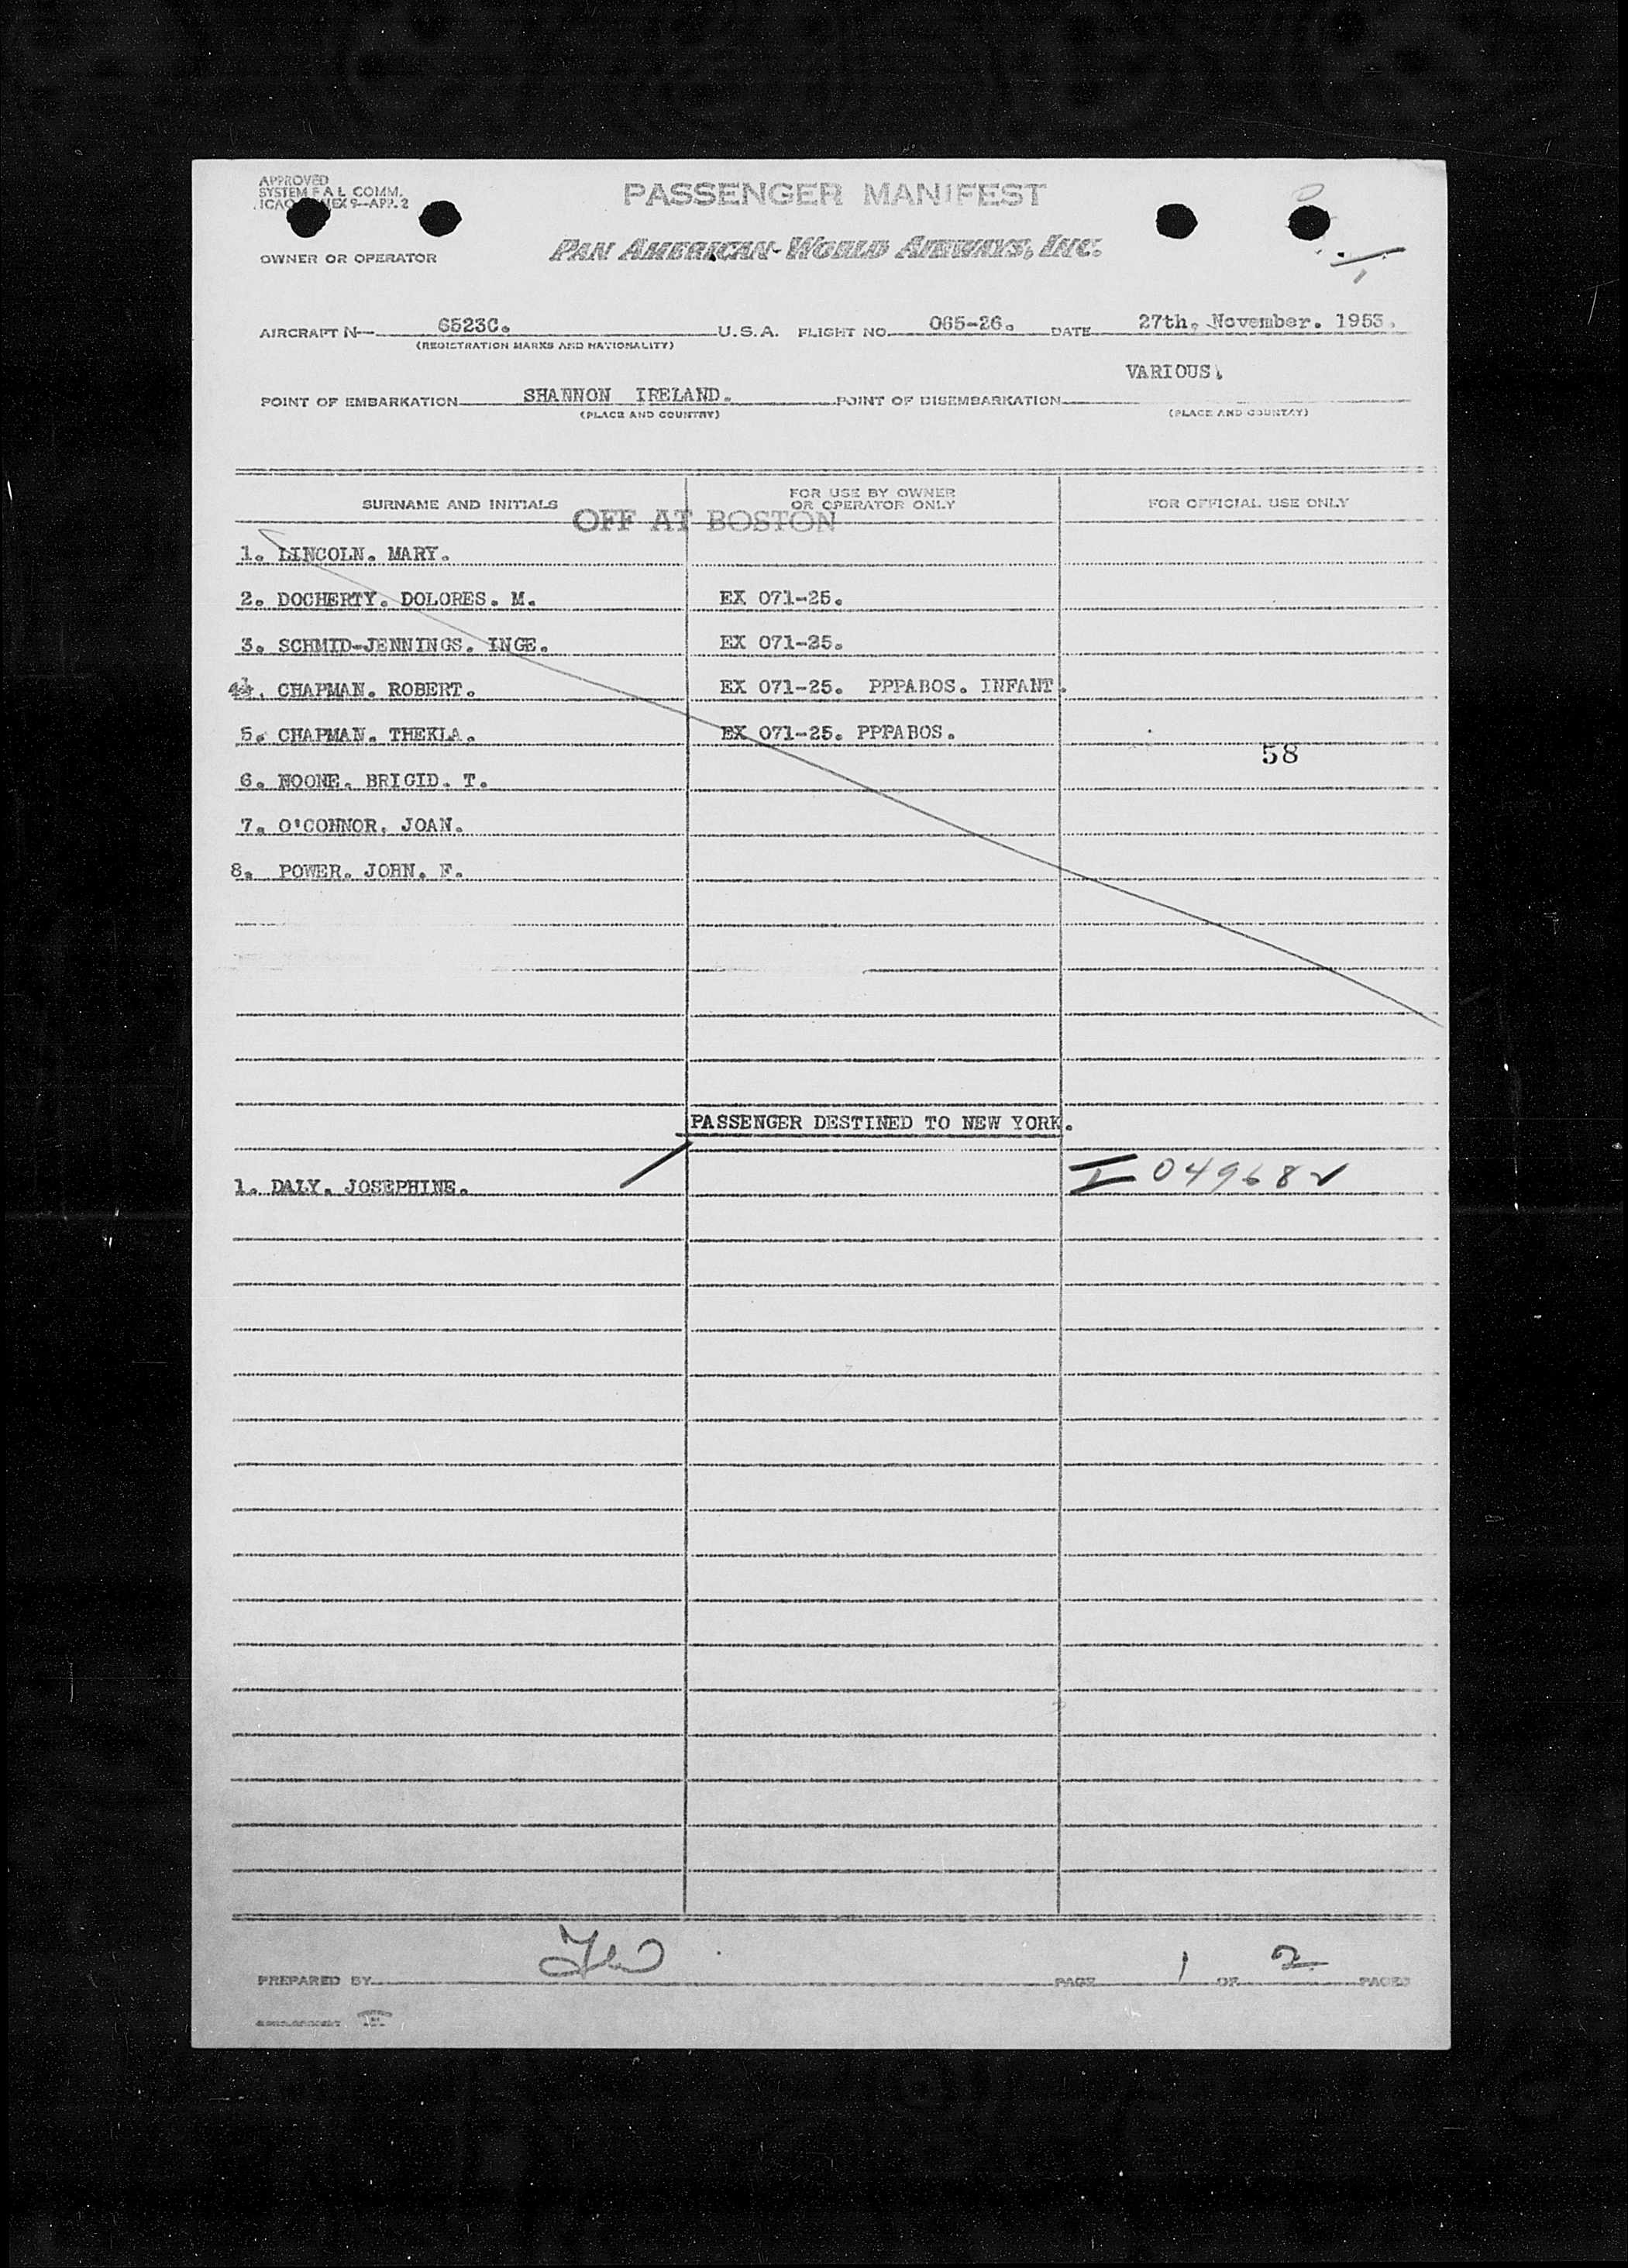 APPROVED
SYSTEM F A L COMM.
ICAO ANNEX 9-APP. 2
PASSENGER MANIFEST
OWNER OR OPERATOR
PAN AMERICAN WORLD AIRWAYS, INC.
AIRCRAFT N- 6523C. U.S.A. FLIGHT NO. 065-26. DATE 27th. November. 1953.
(REGISTRATION MARKS AND NATIONALITY)
VARIOUS.
POINT OF EMBARKATION SHANNON IRELAND. POINT OF DISEMBARKATION
(PLACE AND COUNTRY) (PLACE AND COUNTRY)
SURNAME AND INITIALS FOR USE BY OWNER OR OPERATOR ONLY FOR OFFICIAL USE ONLY
OFF AT BOSTON
1. LINCOLN. MARY.
2. DOCHERTY. DOLORES. M. EX 071-25.
3. SCHMID-JENNINGS. INGE. EX 071-25.
4. CHAPMAN. ROBERT. EX 071-25. PPPABOS. INFANT.
5. CHAPMAN. THEKLA. EX 071-25. PPPABOS.
58
6. NOONE. BRIGID. T.
7. O'CONNOR. JOAN.
8. POWER. JOHN. F.
PASSENGER DESTINED TO NEW YORK.
1. DALY. JOSEPHINE. I 04968 ✓
PREPARED BY PAGE 1 OF 2 PAGES